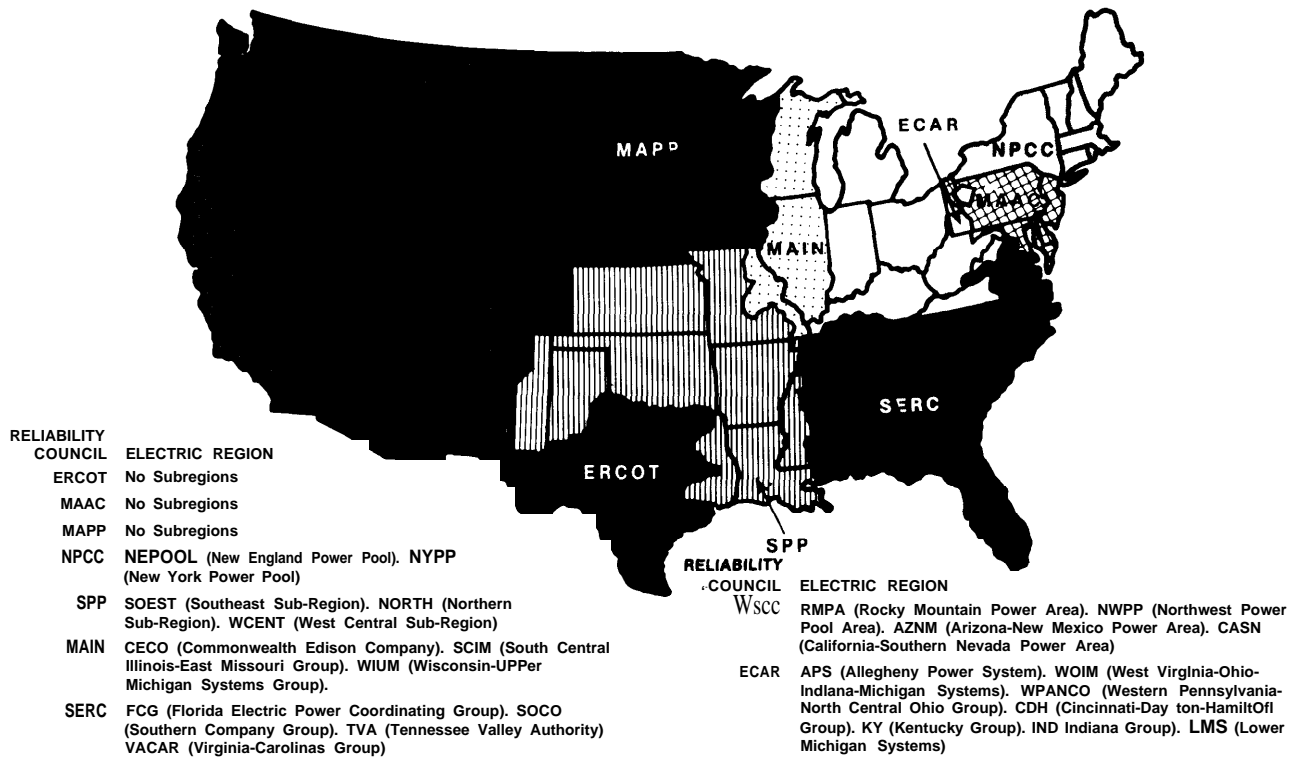 ECAR
MAPP
NPCC
MAAC
MAIN
SERC
ERCOT
SPP
RELIABILITY
COUNCIL ELECTRIC REGION
ERCOT No Subregions
MAAC No Subregions
MAPP No Subregions
NPCC NEPOOL (New England Power Pool). NYPP
(New York Power Pool)
SPP SOEST (Southeast Sub-Region). NORTH (Northern
Sub-Region). WCENT (West Central Sub-Region)
MAIN CECO (Commonwealth Edison Company). SCIM (South Central
Illinois-East Missouri Group). WIUM (Wisconsin-UPPer
Michigan Systems Group).
SERC FCG (Florida Electric Power Coordinating Group). SOCO
(Southern Company Group). TVA (Tennessee Valley Authority)
VACAR (Virginia-Carolinas Group)
RELIABILITY
COUNCIL ELECTRIC REGION
Wscc RMPA (Rocky Mountain Power Area). NWPP (Northwest Power
Pool Area). AZNM (Arizona-New Mexico Power Area). CASN
(California-Southern Nevada Power Area)
ECAR APS (Allegheny Power System). WOIM (West VirgInia-Ohio-
Indlana-Michigan Systems). WPANCO (Western Pennsylvania-
North Central Ohio Group). CDH (Cincinnati-Day ton-HamiltOfl
Group). KY (Kentucky Group). IND Indiana Group). LMS (Lower
Michigan Systems)